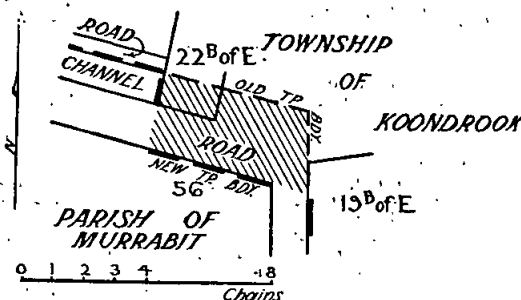 ROAD
22ᴮ of E.
TOWNSHIP
OF
KOONDROOK
CHANNEL
OLD TP. BDY.
ROAD
NEW TP. BDY.
56
19ᴮ of E
PARISH OF
MURRABIT
N
0 1 2 3 4 8
Chains